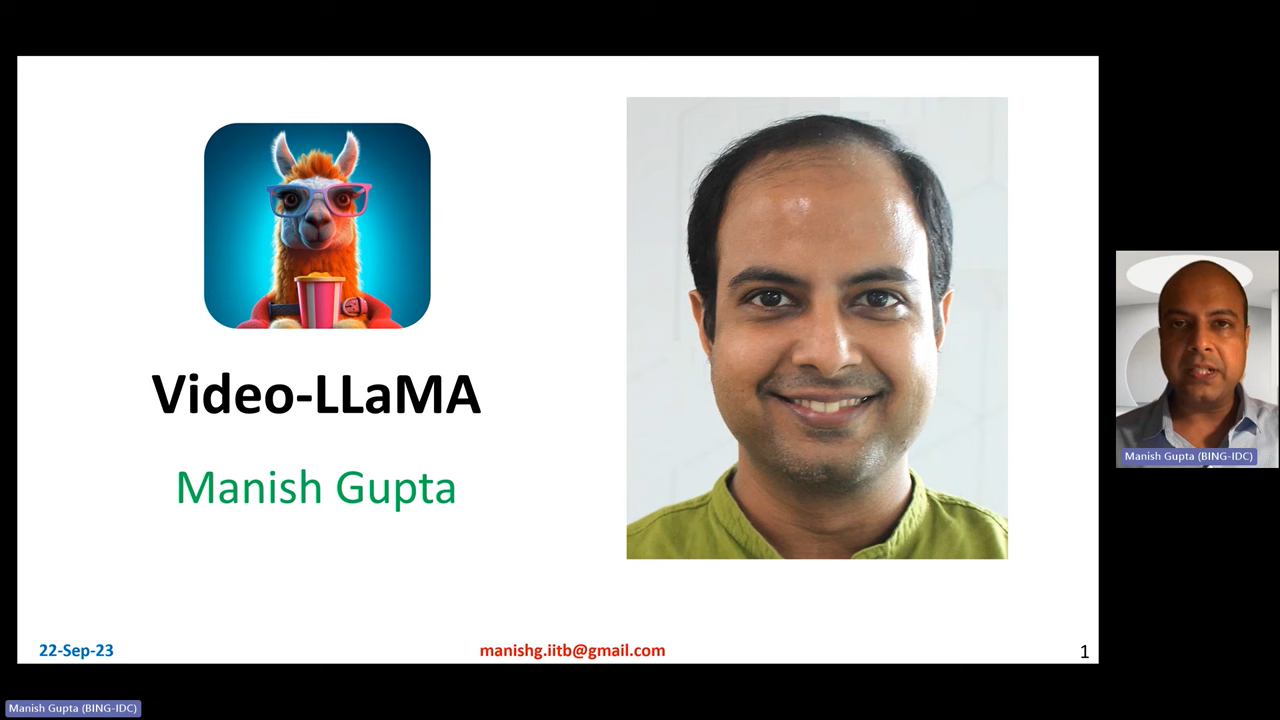 Video-LLaMA
Manish Gupta
22-Sep-23
manishg.iitb@gmail.com
1
Manish Gupta (BING-IDC)
Manish Gupta (BING-IDC)